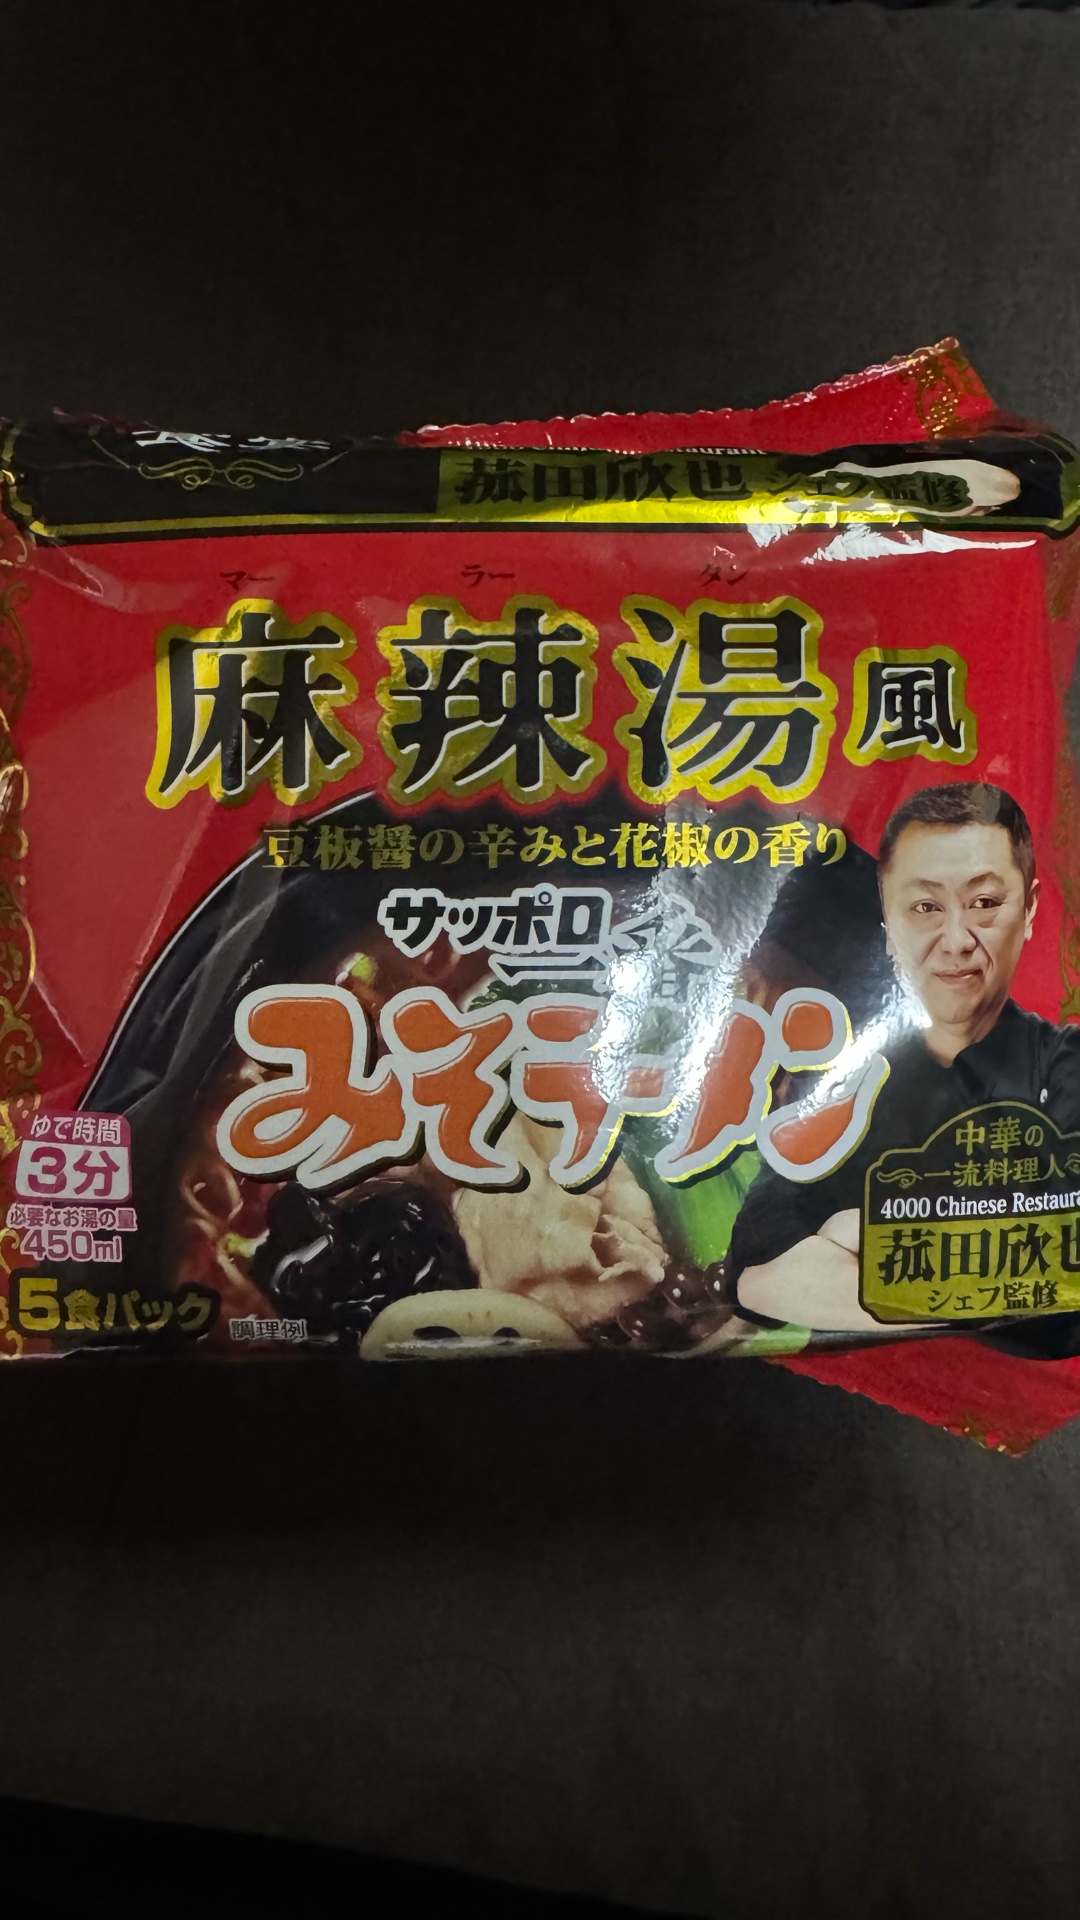 菰田欣也 シェフ監修
マー ラー タン
麻辣湯風
豆板醤の辛みと花椒の香り
サッポロ
一番
みそラーメン
ゆで時間
3分
必要なお湯の量
450ml
5食パック
調理例
中華の
一流料理人
4000 Chinese
菰田欣也
シェフ監修